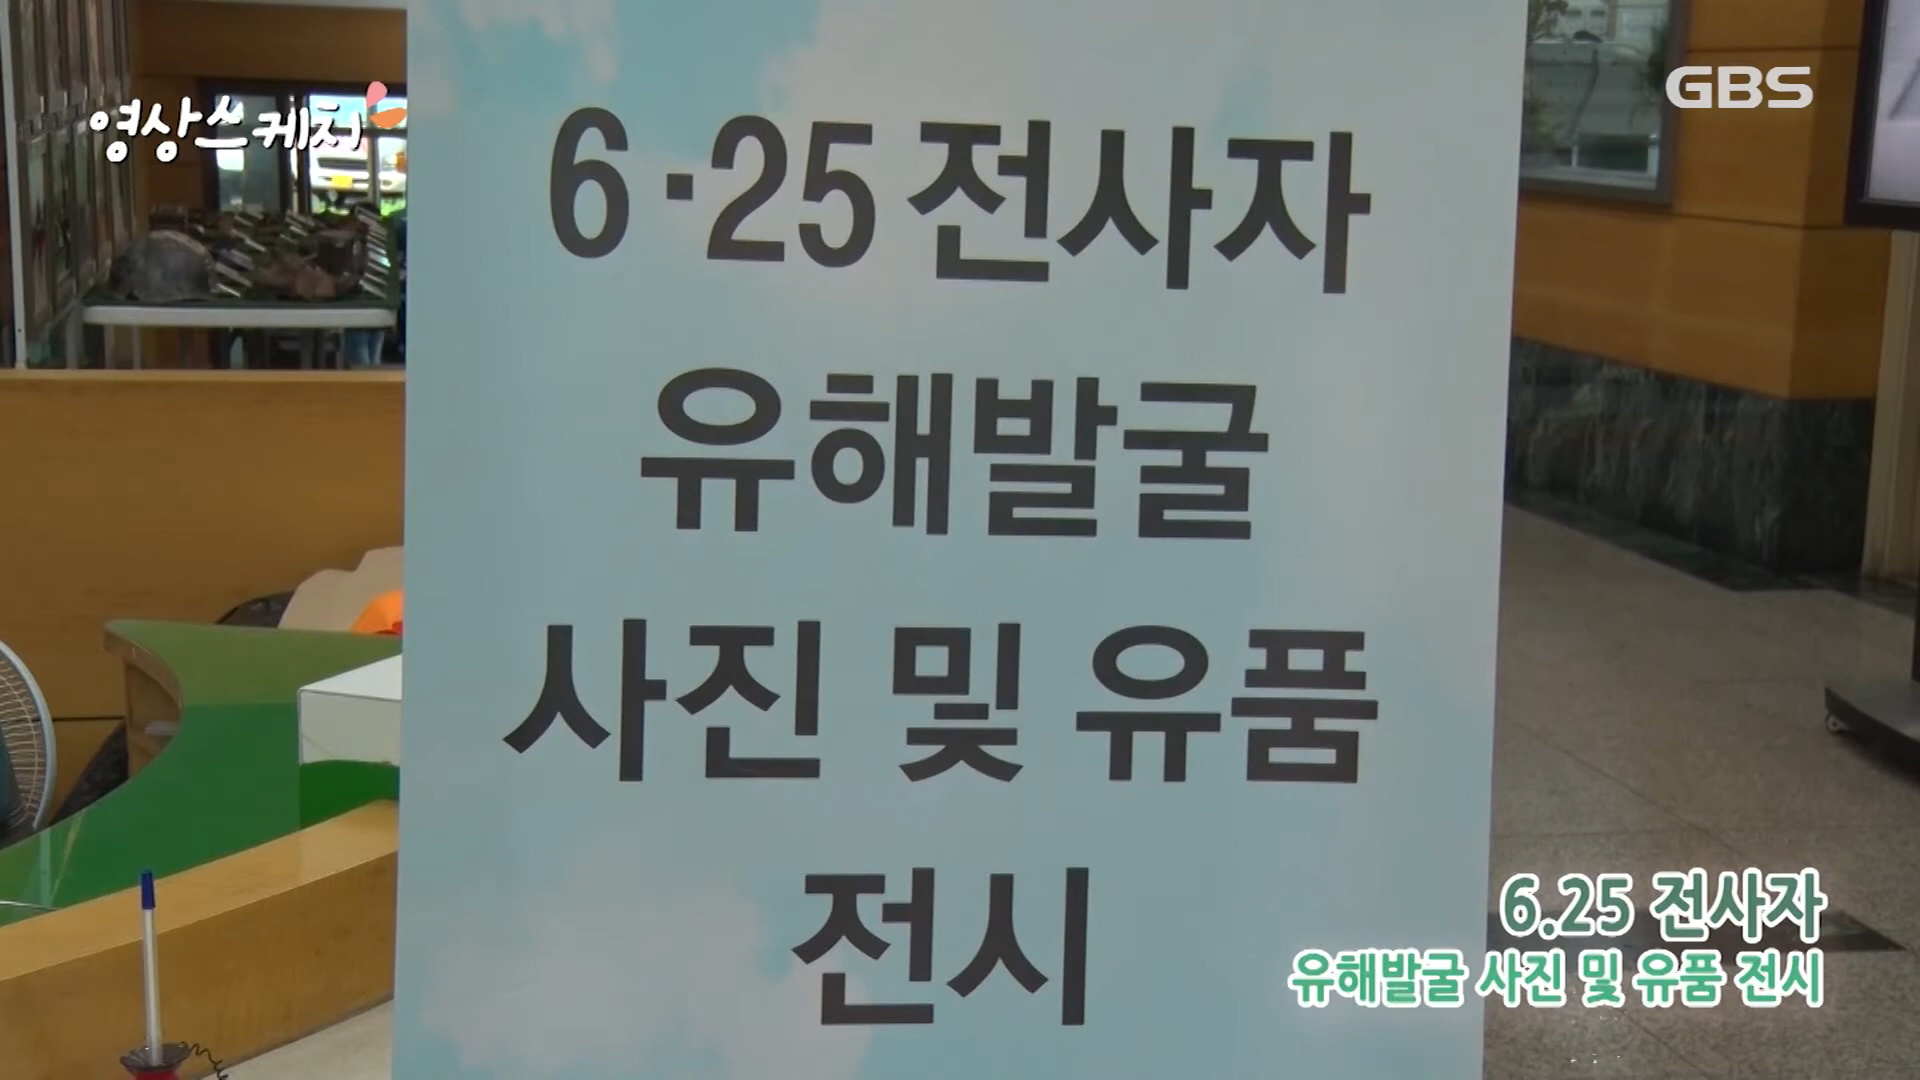 영상쓰케치
GBS
6·25 전사자
유해발굴
사진 및 유품
전시
6.25 전사자
유해발굴 사진 및 유품 전시